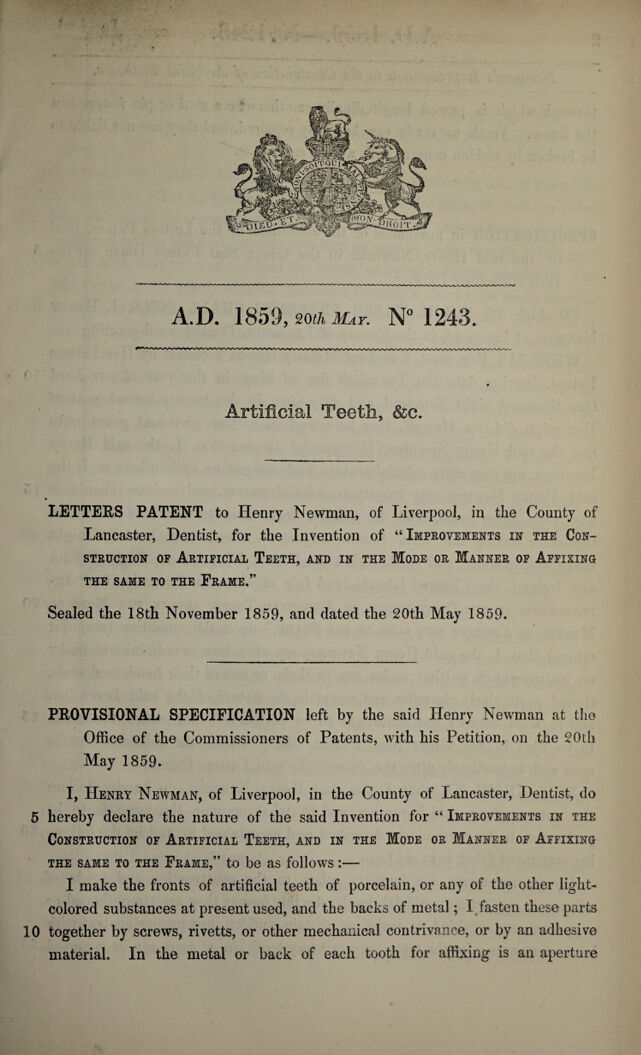 HONI SOIT QUI MAL Y PENSE
DIEU ET MON DROIT
A.D. 1859, 20th MAY. N° 1243.
Artificial Teeth, &c.
LETTERS PATENT to Henry Newman, of Liverpool, in the County of
Lancaster, Dentist, for the Invention of “IMPROVEMENTS IN THE CON-
STRUCTION OF ARTIFICIAL TEETH, AND IN THE MODE OR MANNER OF AFFIXING
THE SAME TO THE FRAME.”
Sealed the 18th November 1859, and dated the 20th May 1859.
PROVISIONAL SPECIFICATION left by the said Henry Newman at the
Office of the Commissioners of Patents, with his Petition, on the 20th
May 1859.
I, HENRY NEWMAN, of Liverpool, in the County of Lancaster, Dentist, do
5 hereby declare the nature of the said Invention for “IMPROVEMENTS IN THE
CONSTRUCTION OF ARTIFICIAL TEETH, AND IN THE MODE OR MANNER OF AFFIXING
THE SAME TO THE FRAME,” to be as follows :—
I make the fronts of artificial teeth of porcelain, or any of the other light-
colored substances at present used, and the backs of metal ; I fasten these parts
10 together by screws, rivetts, or other mechanical contrivance, or by an adhesive
material. In the metal or back of each tooth for affixing is an aperture